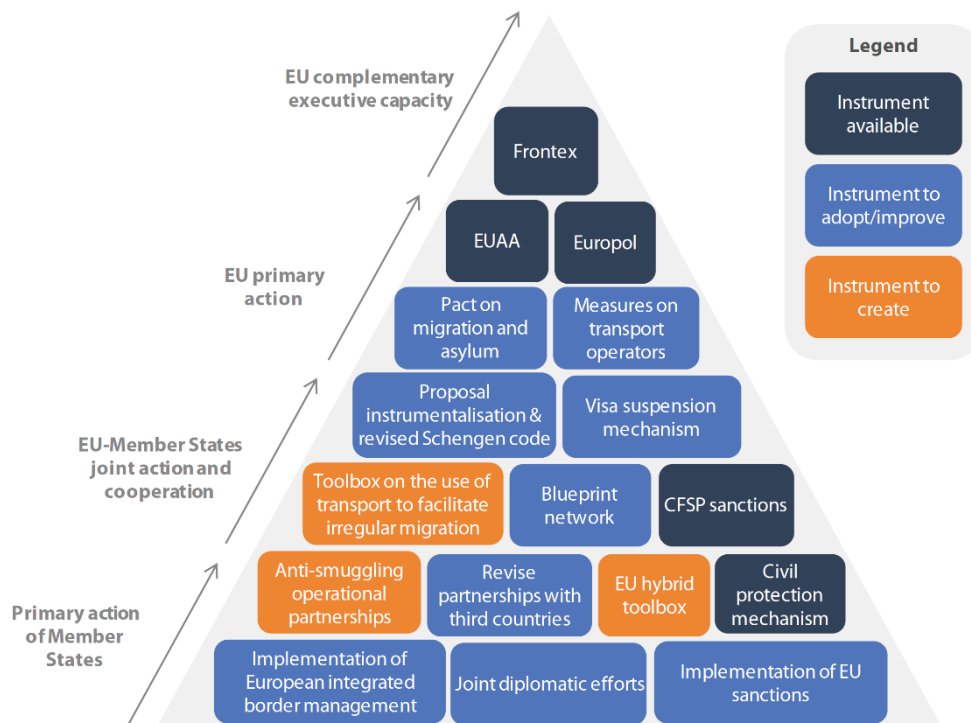 EU complementary
executive capacity
EU primary
action
EU-Member States
joint action and
cooperation
Primary action
of Member
States
Frontex
EUAA
Europol
Pact on
migration and
asylum
Measures on
transport
operators
Proposal
instrumentalisation &
revised Schengen code
Visa suspension
mechanism
Toolbox on the use of
transport to facilitate
irregular migration
Blueprint
network
CFSP sanctions
Anti-smuggling
operational
partnerships
Revise
partnerships with
third countries
EU hybrid
toolbox
Civil
protection
mechanism
Implementation of
European integrated
border management
Joint diplomatic efforts
Implementation of EU
sanctions
Legend
Instrument
available
Instrument to
adopt/improve
Instrument to
create